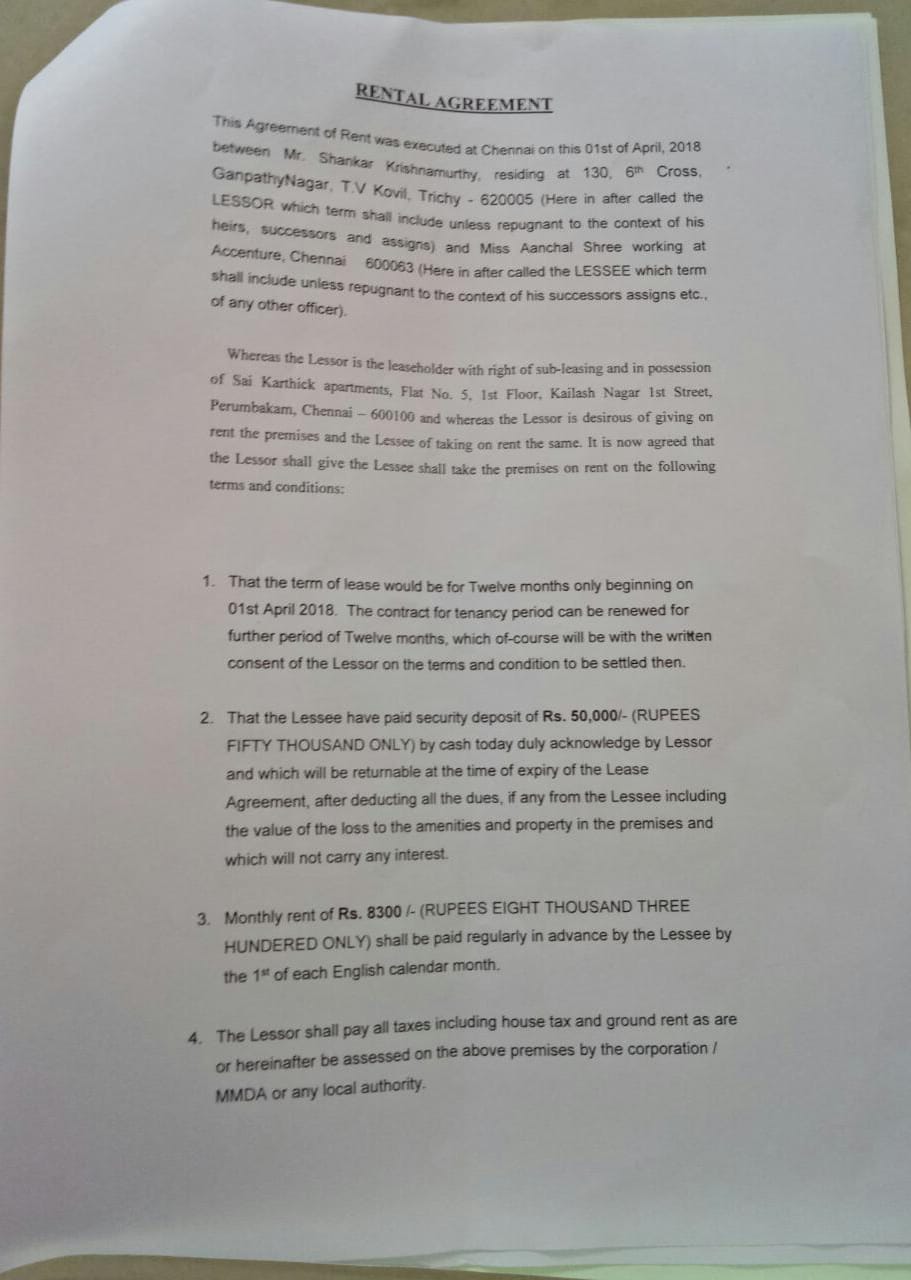 RENTAL AGREEMENT
This Agreement of Rent was executed at Chennai on this 01st of April, 2018
between Mr. Shankar Krishnamurthy, residing at 130, 6th Cross,
GanpathyNagar, T.V Kovil, Trichy - 620005 (Here in after called the
LESSOR which term shall include unless repugnant to the context of his
heirs, successors and assigns) and Miss Aanchal Shree working at
Accenture, Chennai 600063 (Here in after called the LESSEE which term
shall include unless repugnant to the context of his successors assigns etc.,
of any other officer).
Whereas the Lessor is the leaseholder with right of sub-leasing and in possession
of Sai Karthick apartments, Flat No. 5, 1st Floor, Kailash Nagar 1st Street,
Perumbakam, Chennai – 600100 and whereas the Lessor is desirous of giving on
rent the premises and the Lessee of taking on rent the same. It is now agreed that
the Lessor shall give the Lessee shall take the premises on rent on the following
terms and conditions:
1. That the term of lease would be for Twelve months only beginning on
01st April 2018. The contract for tenancy period can be renewed for
further period of Twelve months, which of-course will be with the written
consent of the Lessor on the terms and condition to be settled then.
2. That the Lessee have paid security deposit of Rs. 50,000/- (RUPEES
FIFTY THOUSAND ONLY) by cash today duly acknowledge by Lessor
and which will be returnable at the time of expiry of the Lease
Agreement, after deducting all the dues, if any from the Lessee including
the value of the loss to the amenities and property in the premises and
which will not carry any interest.
3. Monthly rent of Rs. 8300 /- (RUPEES EIGHT THOUSAND THREE
HUNDERED ONLY) shall be paid regularly in advance by the Lessee by
the 1st of each English calendar month.
4. The Lessor shall pay all taxes including house tax and ground rent as are
or hereinafter be assessed on the above premises by the corporation /
MMDA or any local authority.